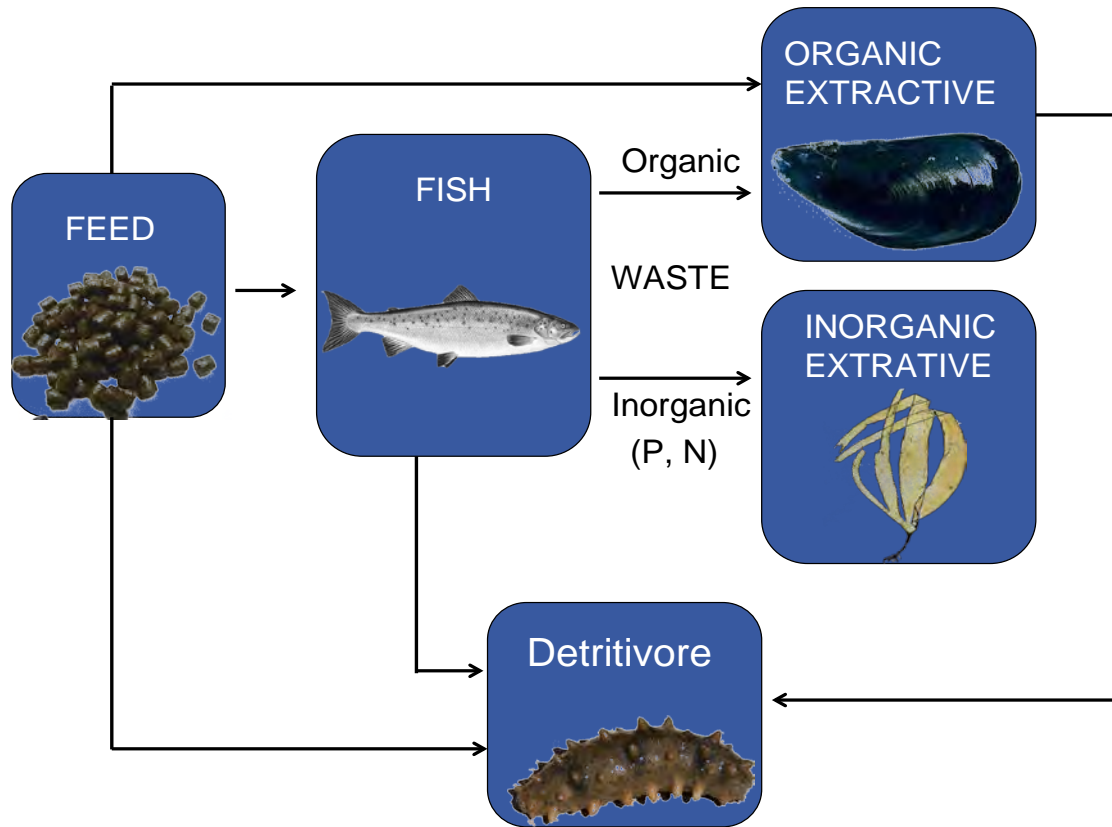 FEED
FISH
Organic
WASTE
Inorganic
(P, N)
ORGANIC
EXTRACTIVE
INORGANIC
EXTRATIVE
Detritivore